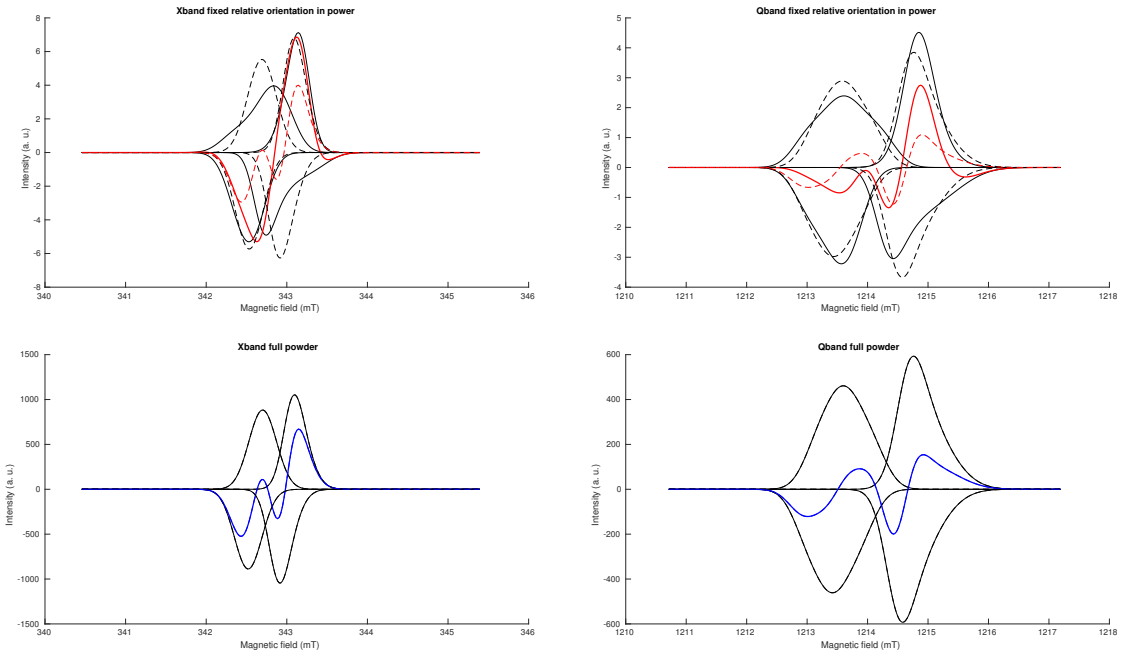 Xband fixed relative orientation in power
8
6
4
2
0
-2
-4
-6
-8
Intensity (a. u.)
340 341 342 343 344 345 346
Magnetic field (mT)
Qband fixed relative orientation in power
5
4
3
2
1
0
-1
-2
-3
-4
Intensity (a. u.)
1210 1211 1212 1213 1214 1215 1216 1217 1218
Magnetic field (mT)
Xband full powder
1500
1000
500
0
-500
-1000
-1500
Intensity (a. u.)
340 341 342 343 344 345 346
Magnetic field (mT)
Qband full powder
600
400
200
0
-200
-400
-600
Intensity (a. u.)
1210 1211 1212 1213 1214 1215 1216 1217 1218
Magnetic field (mT)